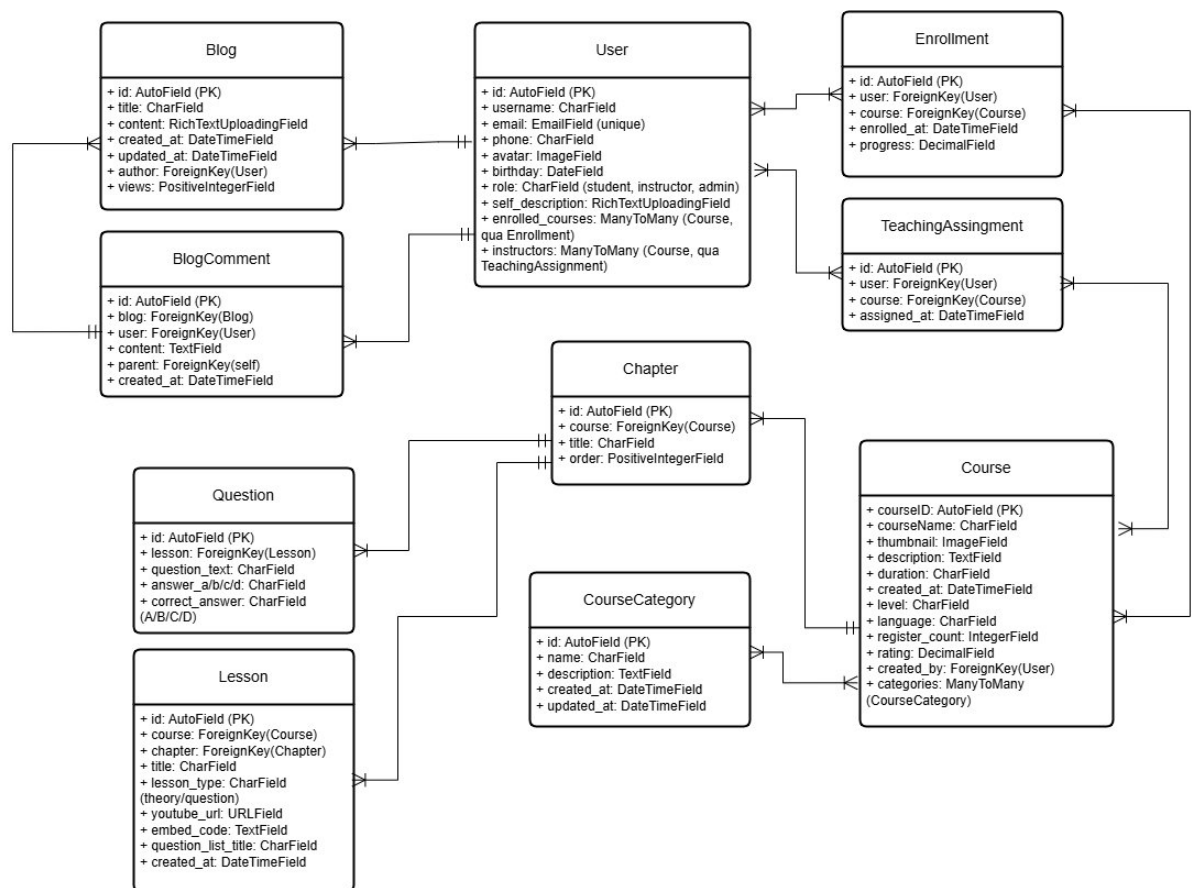 Blog
+ id: AutoField (PK)
+ title: CharField
+ content: RichTextUploadingField
+ created_at: DateTimeField
+ updated_at: DateTimeField
+ author: ForeignKey(User)
+ views: PositiveIntegerField
User
+ id: AutoField (PK)
+ username: CharField
+ email: EmailField (unique)
+ phone: CharField
+ avatar: ImageField
+ birthday: DateField
+ role: CharField (student, instructor, admin)
+ self_description: RichTextUploadingField
+ enrolled_courses: ManyToMany (Course,
qua Enrollment)
+ instructors: ManyToMany (Course, qua
TeachingAssignment)
Enrollment
+ id: AutoField (PK)
+ user: ForeignKey(User)
+ course: ForeignKey(Course)
+ enrolled_at: DateTimeField
+ progress: DecimalField
TeachingAssingment
+ id: AutoField (PK)
+ user: ForeignKey(User)
+ course: ForeignKey(Course)
+ assigned_at: DateTimeField
BlogComment
+ id: AutoField (PK)
+ blog: ForeignKey(Blog)
+ user: ForeignKey(User)
+ content: TextField
+ parent: ForeignKey(self)
+ created_at: DateTimeField
Chapter
+ id: AutoField (PK)
+ course: ForeignKey(Course)
+ title: CharField
+ order: PositiveIntegerField
Question
+ id: AutoField (PK)
+ lesson: ForeignKey(Lesson)
+ question_text: CharField
+ answer_a/b/c/d: CharField
+ correct_answer: CharField
(A/B/C/D)
Course
+ courseID: AutoField (PK)
+ courseName: CharField
+ thumbnail: ImageField
+ description: TextField
+ duration: CharField
+ created_at: DateTimeField
+ level: CharField
+ language: CharField
+ register_count: IntegerField
+ rating: DecimalField
+ created_by: ForeignKey(User)
+ categories: ManyToMany
(CourseCategory)
CourseCategory
+ id: AutoField (PK)
+ name: CharField
+ description: TextField
+ created_at: DateTimeField
+ updated_at: DateTimeField
Lesson
+ id: AutoField (PK)
+ course: ForeignKey(Course)
+ chapter: ForeignKey(Chapter)
+ title: CharField
+ lesson_type: CharField
(theory/question)
+ youtube_url: URLField
+ embed_code: TextField
+ question_list_title: CharField
+ created_at: DateTimeField